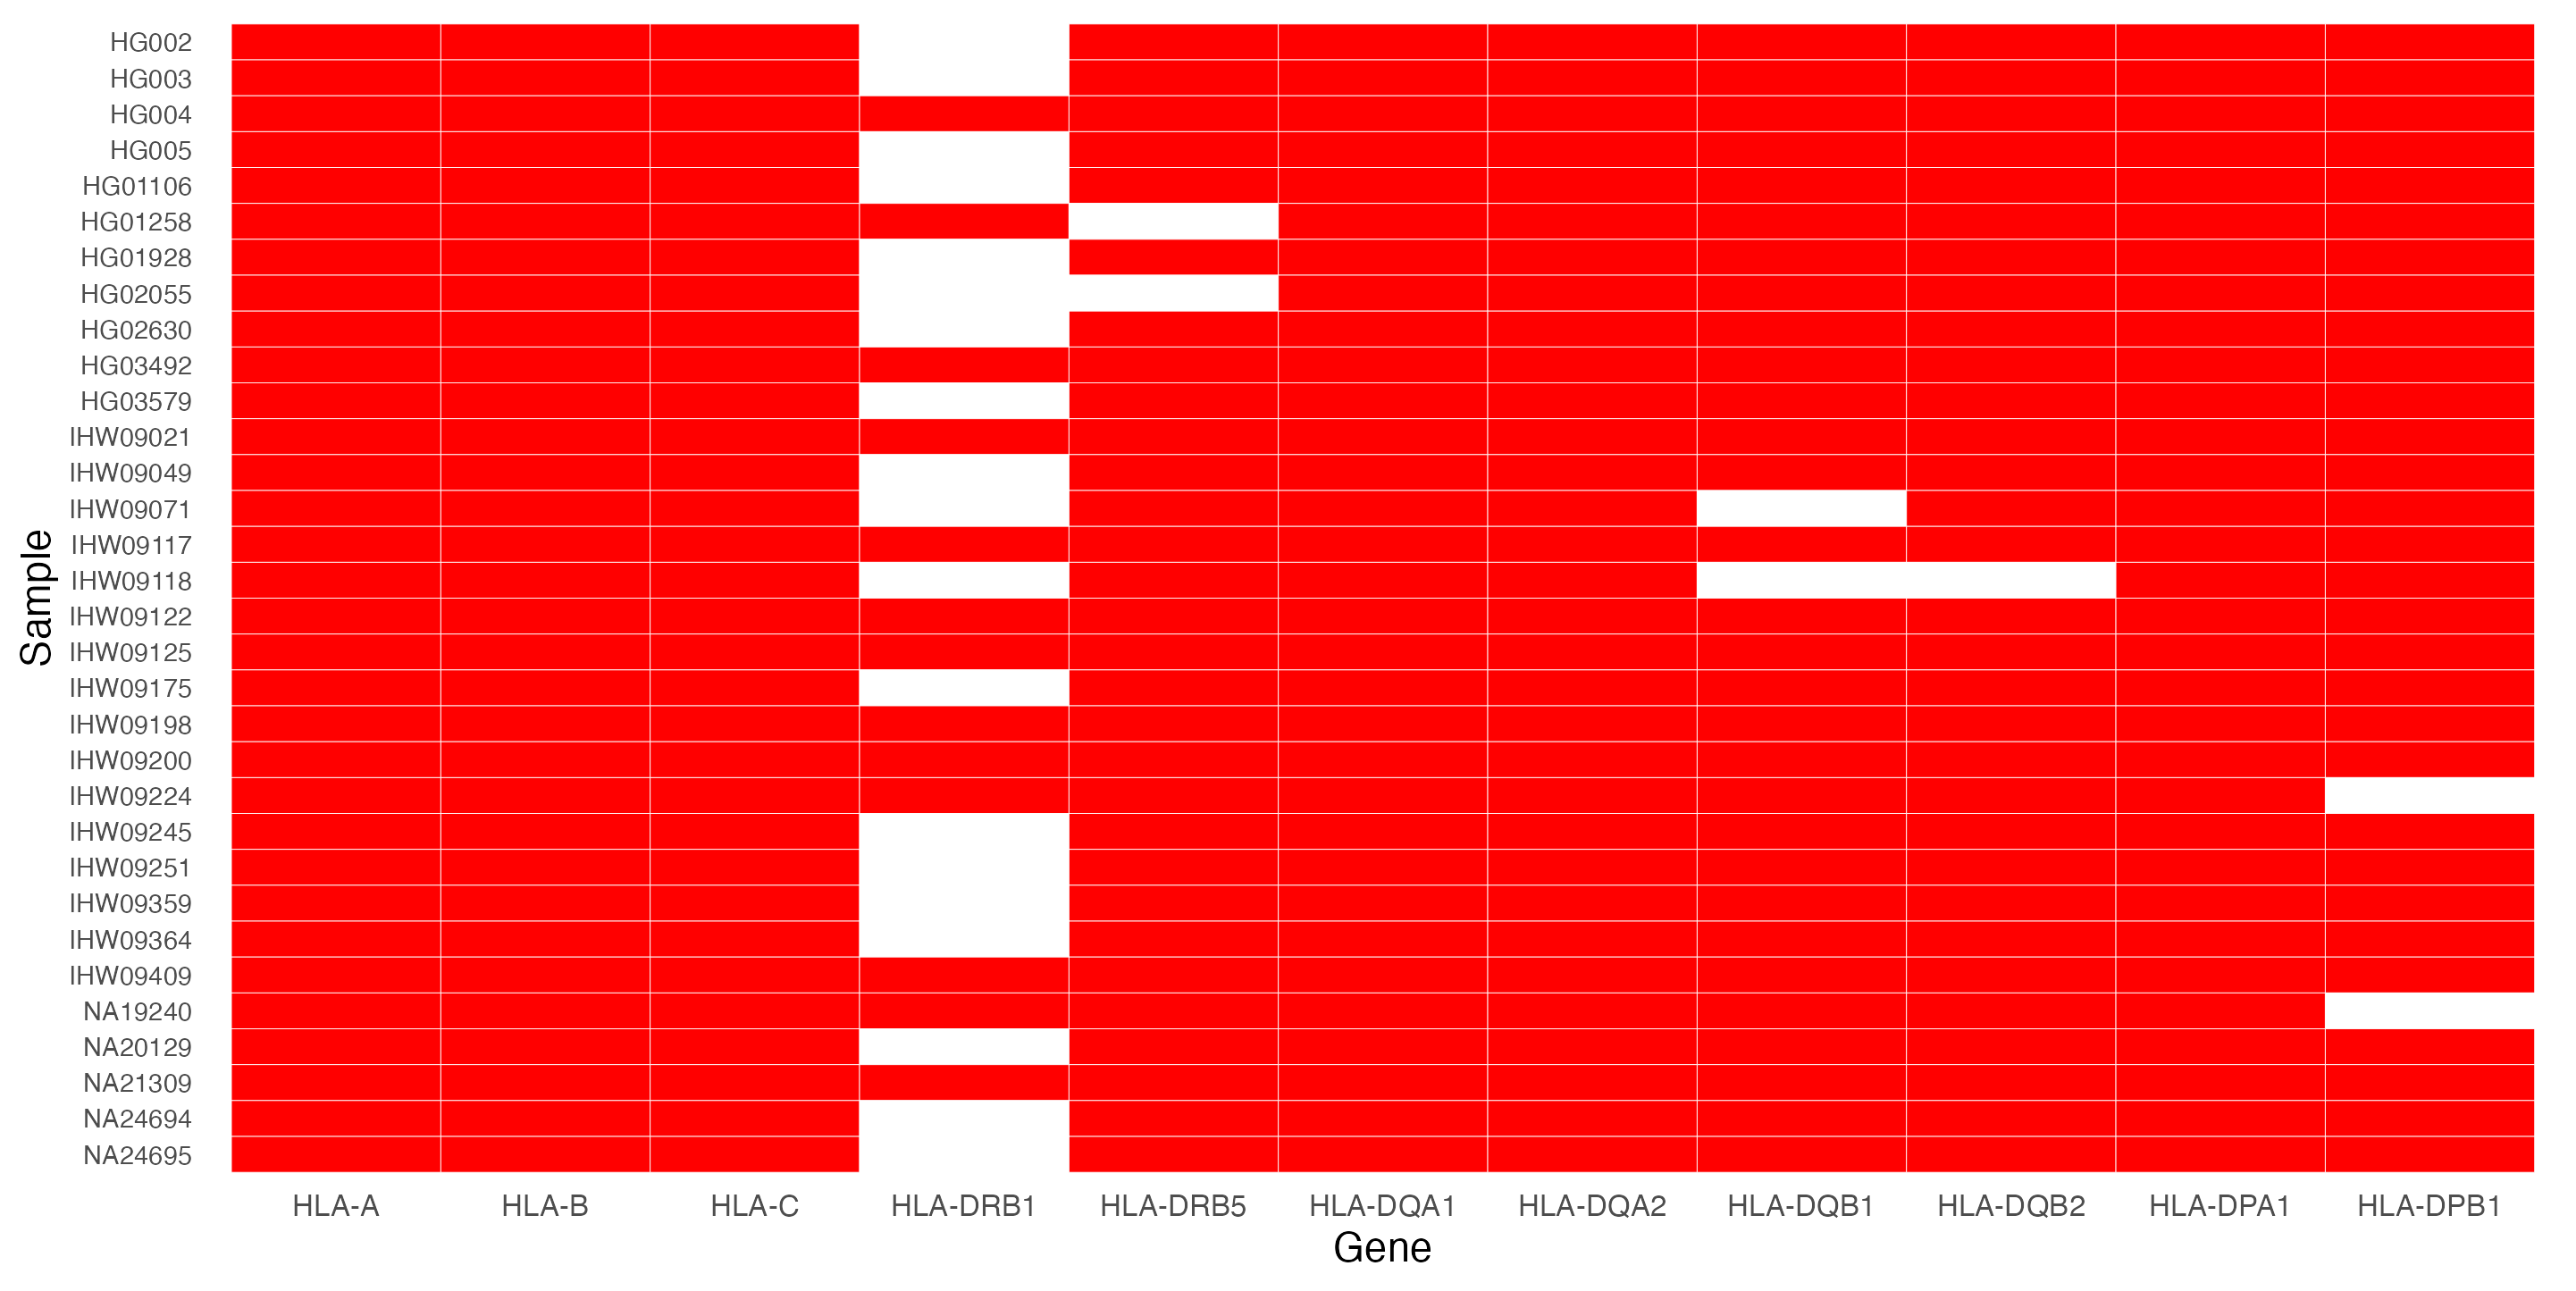 HG002
HG003
HG004
HG005
HG01106
HG01258
HG01928
HG02055
HG02630
HG03492
HG03579
IHW09021
IHW09049
IHW09071
IHW09117
IHW09118
IHW09122
IHW09125
IHW09175
IHW09198
IHW09200
IHW09224
IHW09245
IHW09251
IHW09359
IHW09364
IHW09409
NA19240
NA20129
NA21309
NA24694
NA24695
Sample
HLA-A HLA-B HLA-C HLA-DRB1 HLA-DRB5 HLA-DQA1 HLA-DQA2 HLA-DQB1 HLA-DQB2 HLA-DPA1 HLA-DPB1
Gene